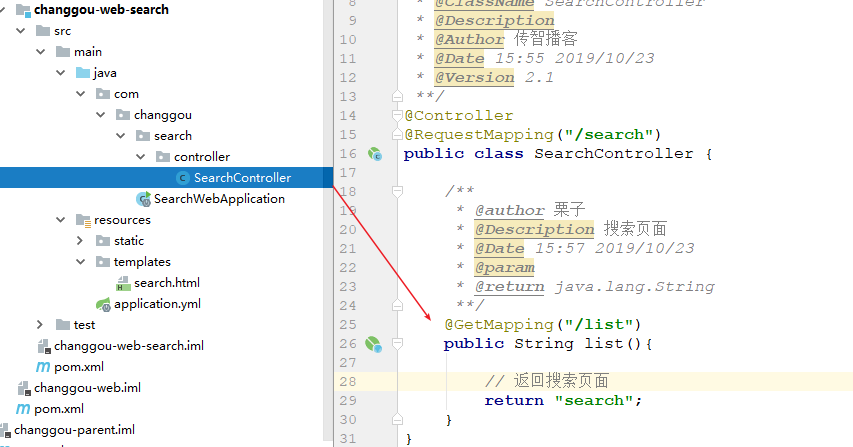 changgou-web-search
src
main
java
com
changgou
search
controller
SearchController
SearchWebApplication
resources
static
templates
search.html
application.yml
test
changgou-web-search.iml
pom.xml
changgou-web.iml
pom.xml
changgou-parent.iml
8 * @ClassName SearchController
9 * @Description
10 * @Author 传智播客
11 * @Date 15:55 2019/10/23
12 * @Version 2.1
13 **/
14 @Controller
15 @RequestMapping("/search")
16 public class SearchController {
17
18 /**
19 * @author 栗子
20 * @Description 搜索页面
21 * @Date 15:57 2019/10/23
22 * @param
23 * @return java.lang.String
24 **/
25 @GetMapping("/list")
26 public String list(){
27
28 // 返回搜索页面
29 return "search";
30 }
31 }